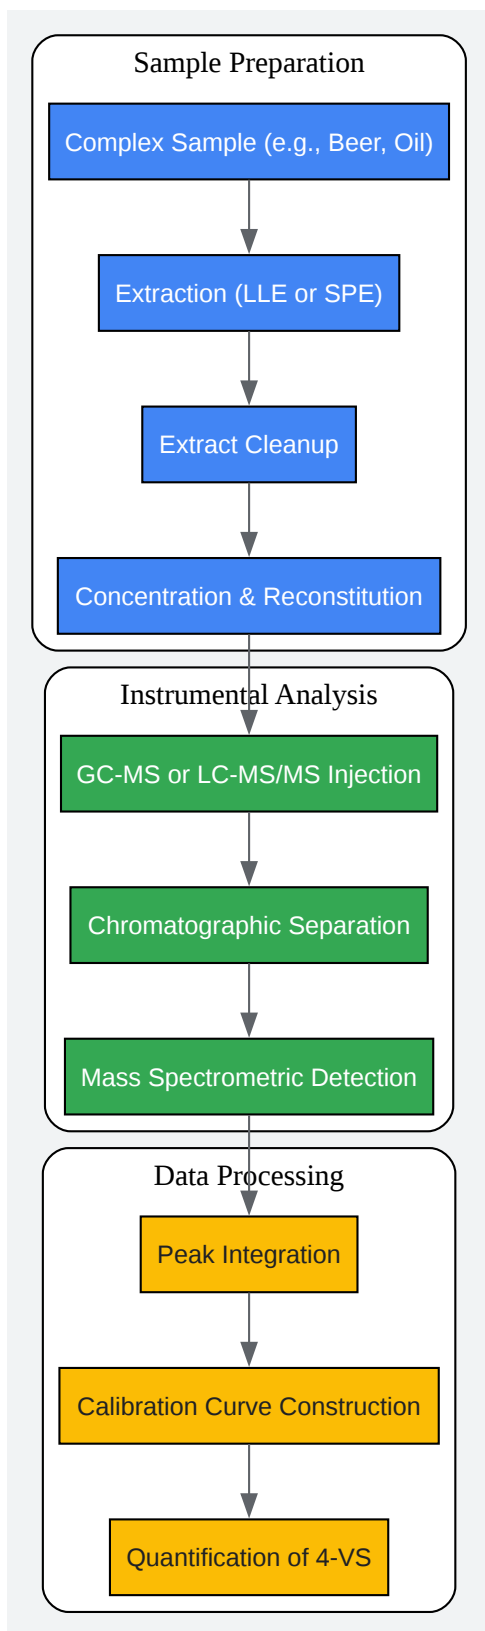 Sample Preparation
Complex Sample (e.g., Beer, Oil)
Extraction (LLE or SPE)
Extract Cleanup
Concentration & Reconstitution
Instrumental Analysis
GC-MS or LC-MS/MS Injection
Chromatographic Separation
Mass Spectrometric Detection
Data Processing
Peak Integration
Calibration Curve Construction
Quantification of 4-VS